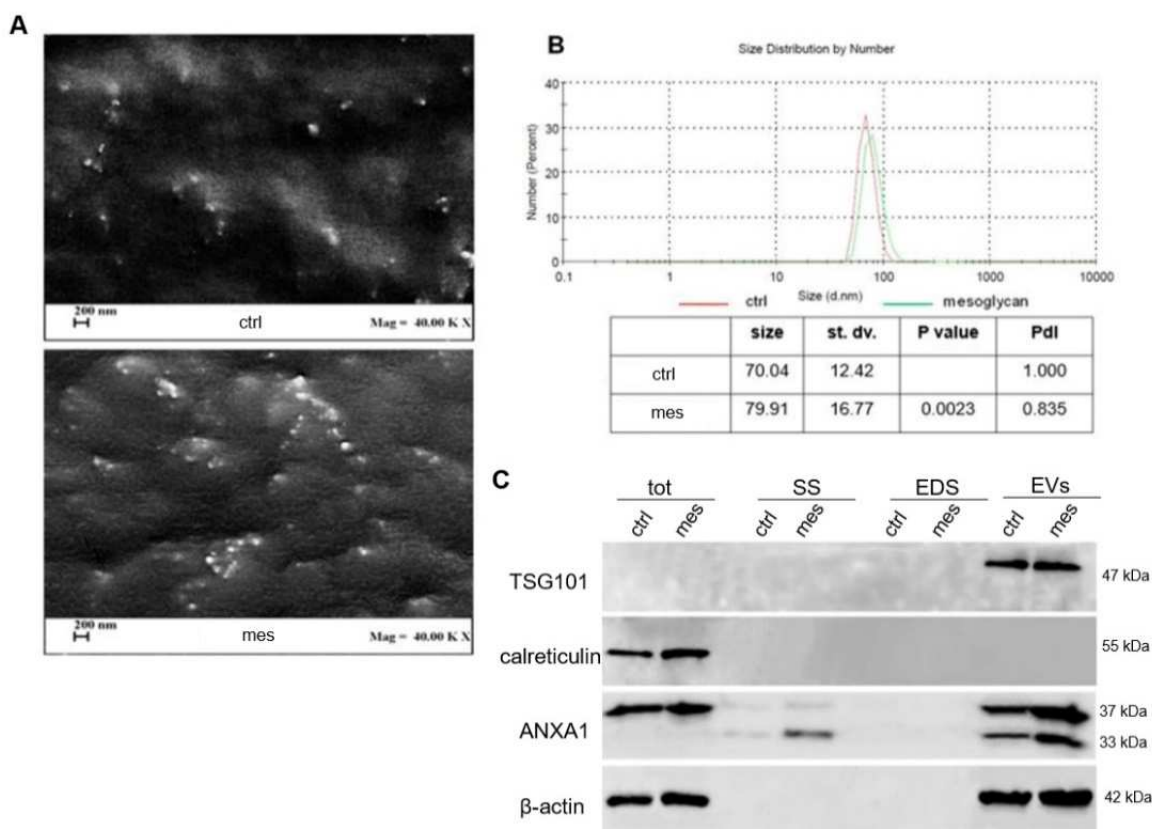 A
200 nm
ctrl
Mag = 40.00 K X
200 nm
mes
Mag = 40.00 K X
B
Size Distribution by Number
Number (Percent)
40
30
20
10
0
0.1 1 10 100 1000 10000
Size (d.nm)
ctrl mesoglycan
size st. dv. P value PdI
ctrl 70.04 12.42 1.000
mes 79.91 16.77 0.0023 0.835
C
tot SS EDS EVs
ctrl mes ctrl mes ctrl mes ctrl mes
TSG101 47 kDa
calreticulin 55 kDa
ANXA1 37 kDa
33 kDa
β-actin 42 kDa